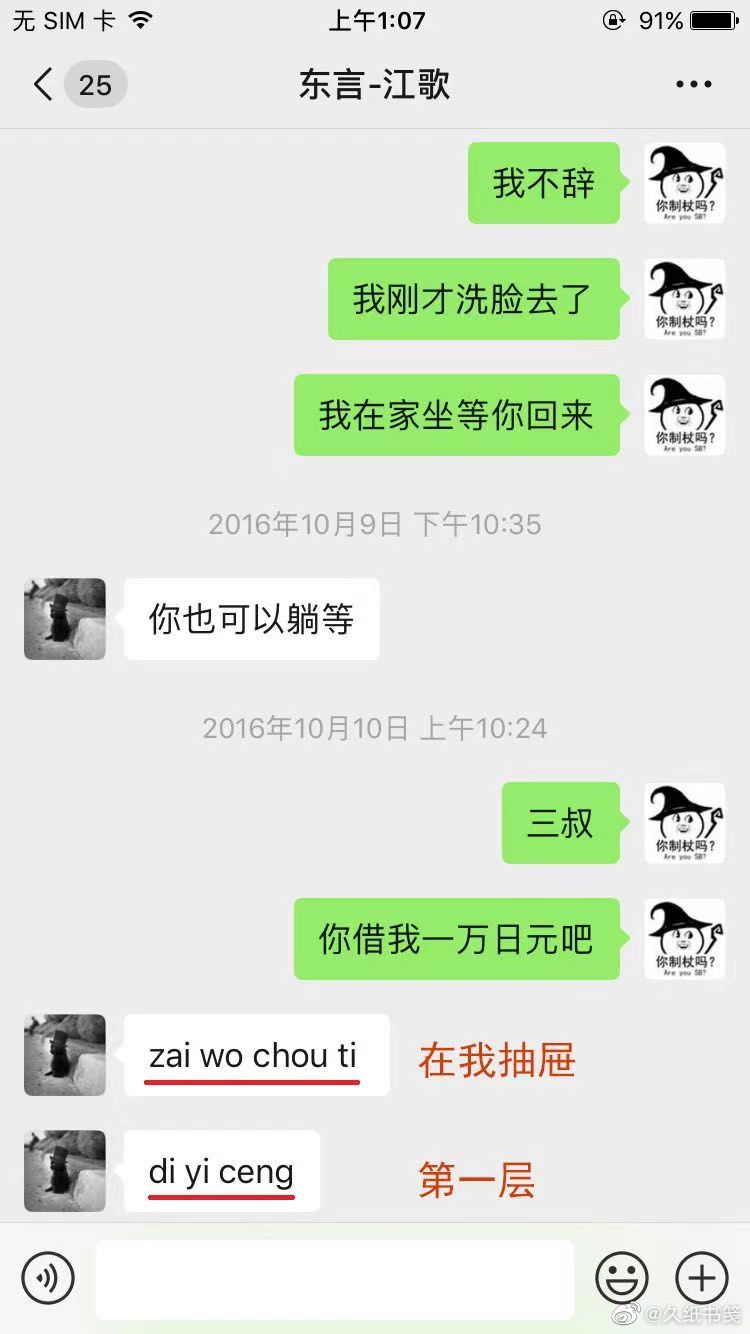 无 SIM 卡 上午1:07 91%
25 东言-江歌
我不辞
你制杖吗?
Are you SB?
我刚才洗脸去了
你制杖吗?
Are you SB?
我在家坐等你回来
你制杖吗?
Are you SB?
2016年10月9日 下午10:35
你也可以躺等
2016年10月10日 上午10:24
三叔
你制杖吗?
Are you SB?
你借我一万日元吧
你制杖吗?
Are you SB?
zai wo chou ti 在我抽屉
di yi ceng 第一层
@久纸书笺